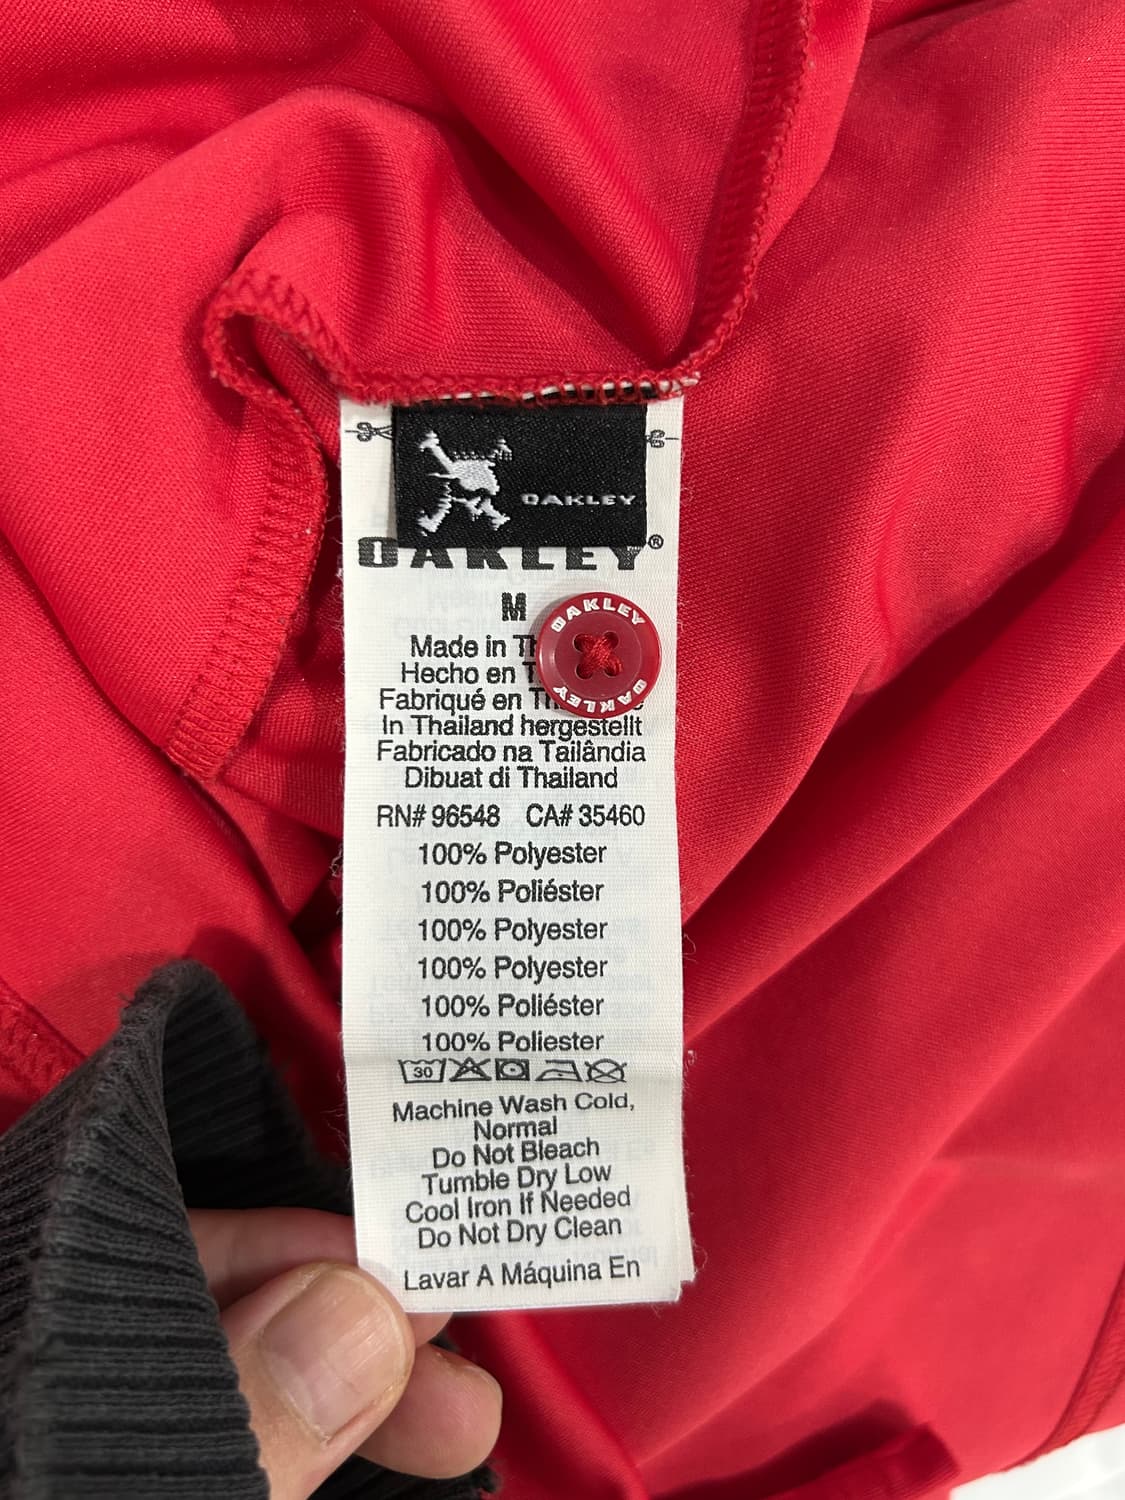 OAKLEY
OAKLEY®
M
OAKLEY
OAKLEY
Made in
Hecho en
Fabriqué en
In Thailand hergestellt
Fabricado na Tailândia
Dibuat di Thailand
RN# 96548 CA# 35460
100% Polyester
100% Poliéster
100% Polyester
100% Polyester
100% Poliéster
100% Poliester
30
Machine Wash Cold,
Normal
Do Not Bleach
Tumble Dry Low
Cool Iron If Needed
Do Not Dry Clean
Lavar A Máquina En